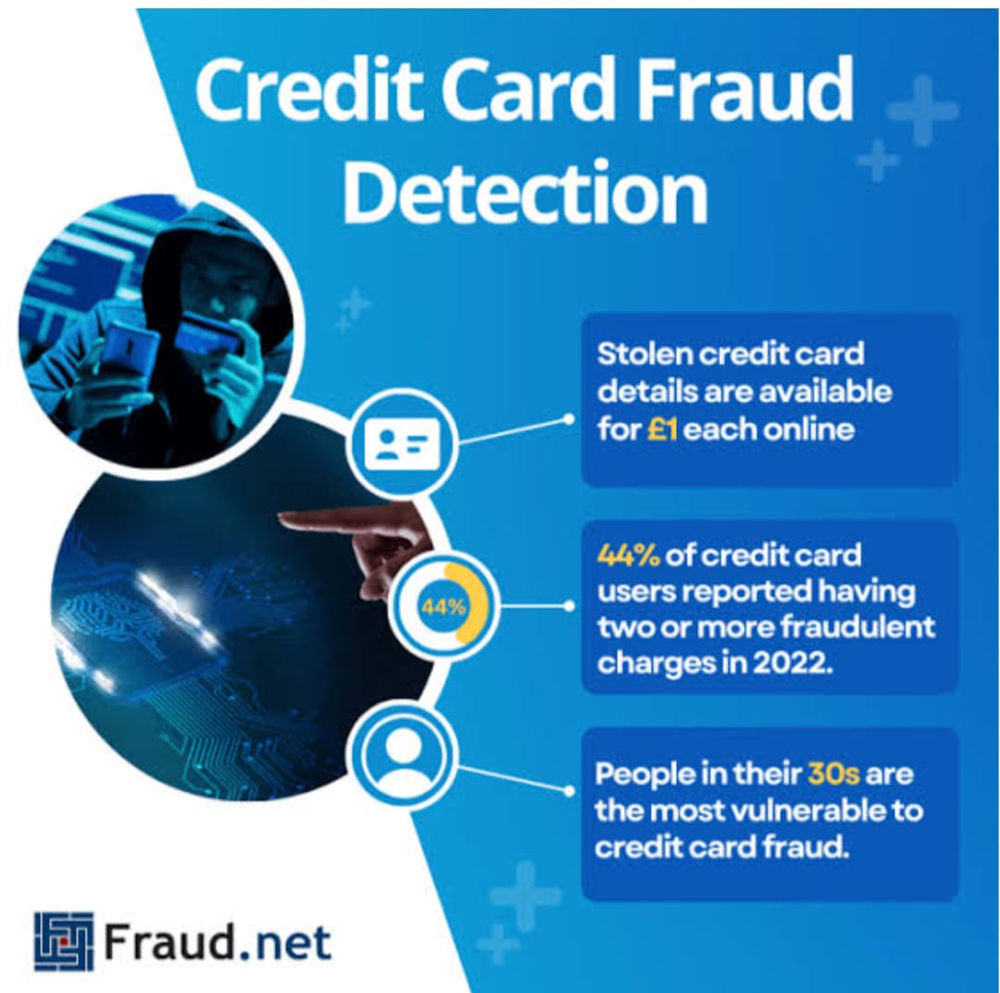 Credit Card Fraud
Detection
Stolen credit card
details are available
for £1 each online
44%
44% of credit card
users reported having
two or more fraudulent
charges in 2022.
People in their 30s are
the most vulnerable to
credit card fraud.
Fraud.net